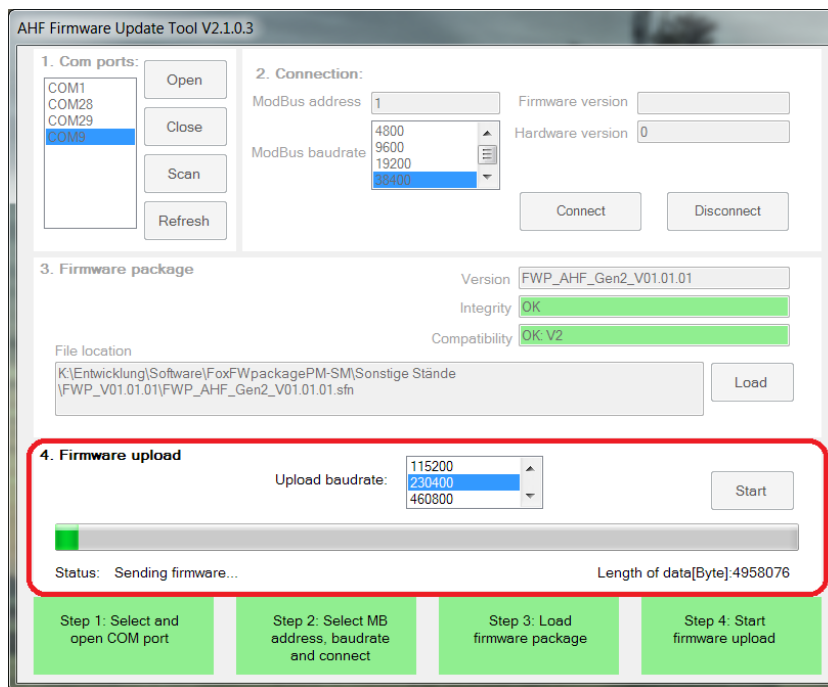 AHF Firmware Update Tool V2.1.0.3
1. Com ports:
COM1
COM28
COM29
COM9
Open
Close
Scan
Refresh
2. Connection:
ModBus address 1
ModBus baudrate
4800
9600
19200
38400
Firmware version
Hardware version 0
Connect
Disconnect
3. Firmware package
Version FWP_AHF_Gen2_V01.01.01
Integrity OK
Compatibility OK: V2
File location
K:\Entwicklung\Software\FoxFWpackagePM-SM\Sonstige Stände
\FWP_V01.01.01\FWP_AHF_Gen2_V01.01.01.sfn
Load
4. Firmware upload
Upload baudrate:
115200
230400
460800
Start
Status: Sending firmware...
Length of data[Byte]:4958076
Step 1: Select and
open COM port
Step 2: Select MB
address, baudrate
and connect
Step 3: Load
firmware package
Step 4: Start
firmware upload